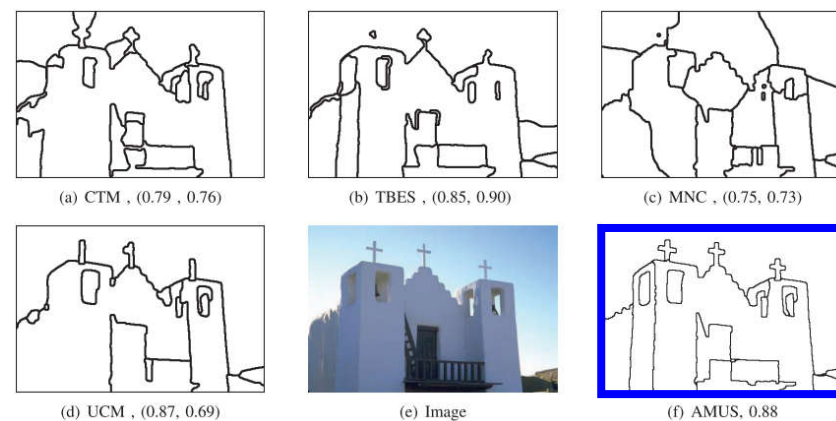 (a) CTM , (0.79 , 0.76)
(b) TBES , (0.85, 0.90)
(c) MNC , (0.75, 0.73)
(d) UCM , (0.87, 0.69)
(e) Image
(f) AMUS, 0.88